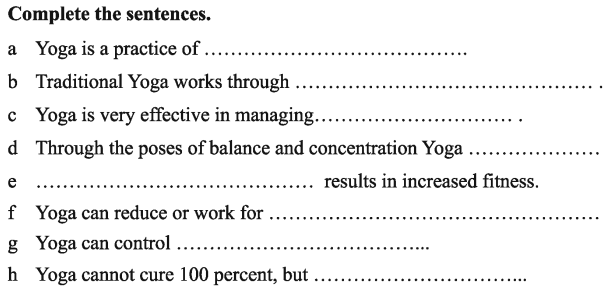 Complete the sentences.
a Yoga is a practice of ........................................
b Traditional Yoga works through ............................................. .
c Yoga is very effective in managing.............................. .
d Through the poses of balance and concentration Yoga ....................
e .......................................... results in increased fitness.
f Yoga can reduce or work for ..................................................
g Yoga can control ......................................
h Yoga cannot cure 100 percent, but ................................